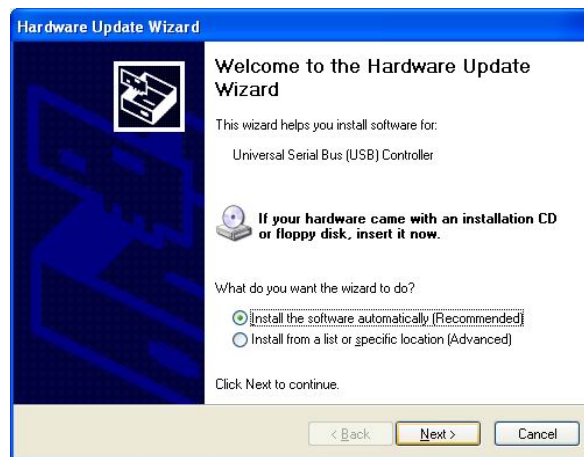 Hardware Update Wizard
Welcome to the Hardware Update
Wizard
This wizard helps you install software for:
Universal Serial Bus (USB) Controller
If your hardware came with an installation CD
or floppy disk, insert it now.
What do you want the wizard to do?
Install the software automatically (Recommended)
Install from a list or specific location (Advanced)
Click Next to continue.
< Back Next > Cancel